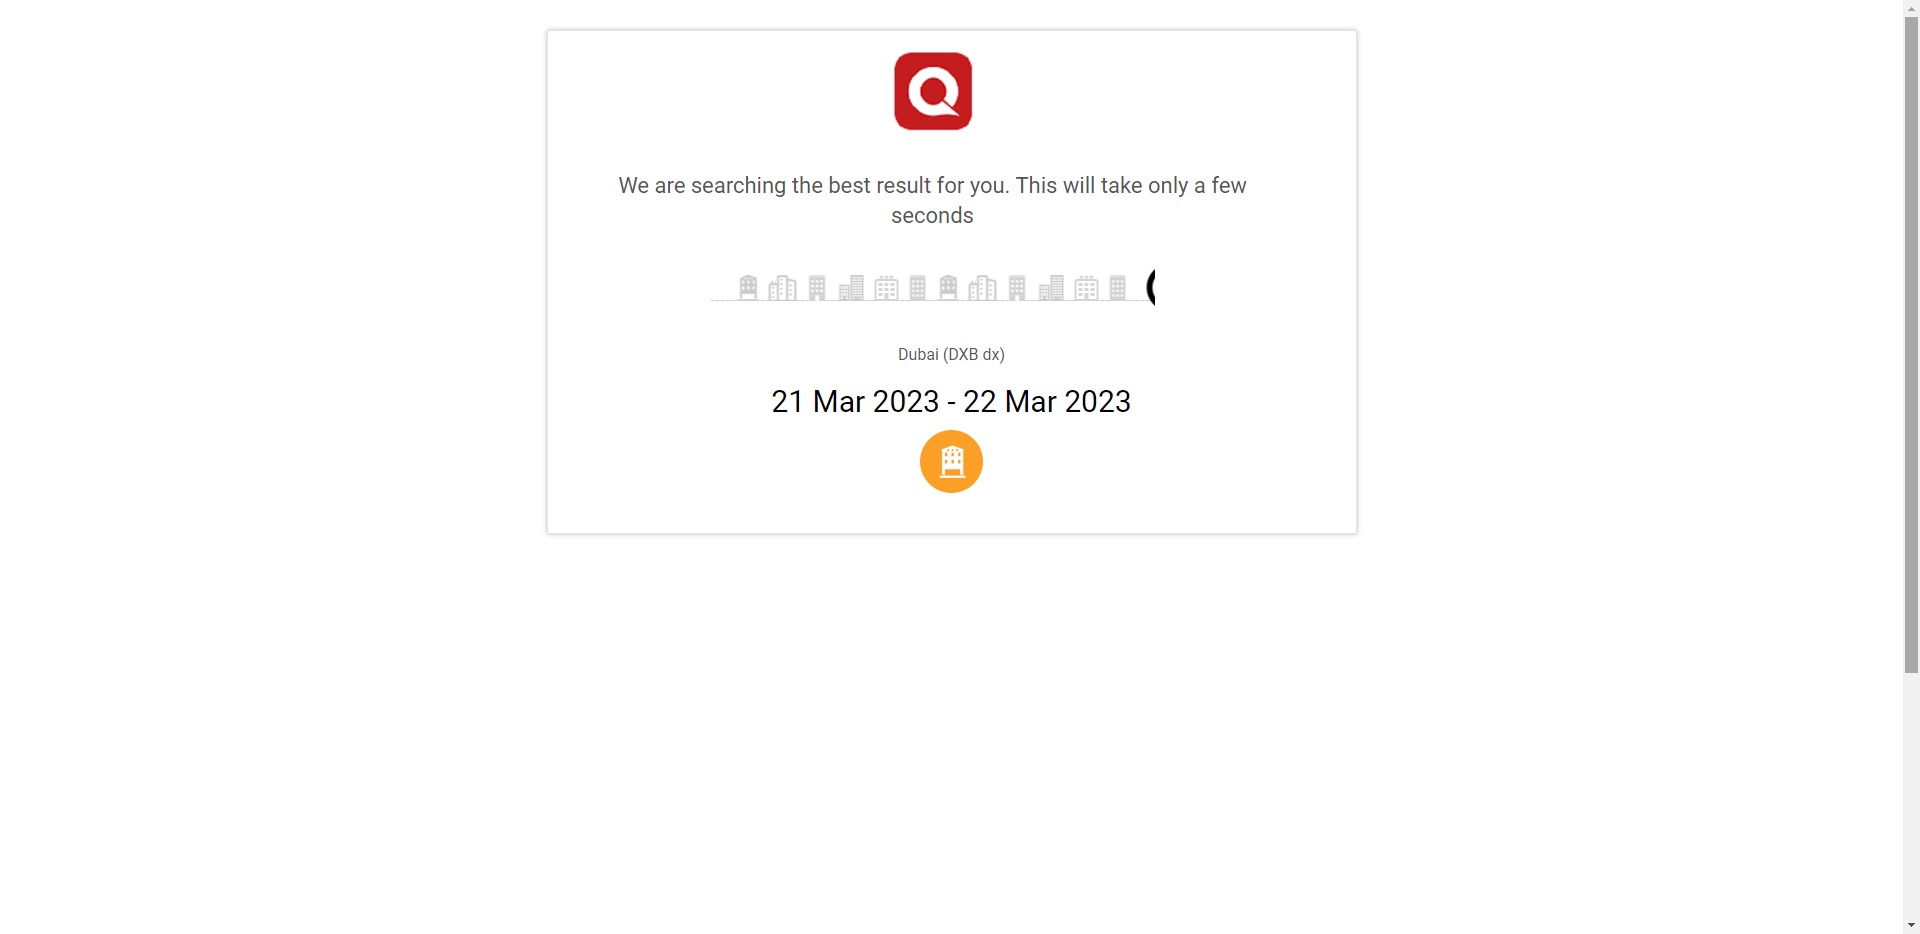 We are searching the best result for you. This will take only a few
seconds
Dubai (DXB dx)
21 Mar 2023 - 22 Mar 2023